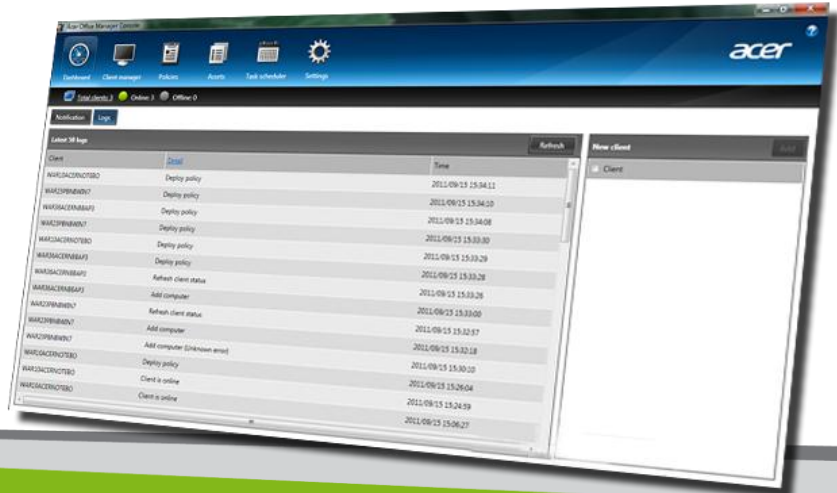 Acer Office Manager Console
acer
Dashboard Client manager Policies Assets Task scheduler Settings
Total clients: 3 Online: 3 Offline: 0
Notification Logs
Latest 50 logs Refresh New client Add
Client Detail Time Client
Deploy policy 2011/09/15 15:34:11
Deploy policy 2011/09/15 15:34:10
Deploy policy 2011/09/15 15:34:08
Deploy policy 2011/09/15 15:33:30
Deploy policy 2011/09/15 15:33:29
Deploy policy 2011/09/15 15:33:28
Refresh client status 2011/09/15 15:33:26
Add computer 2011/09/15 15:33:00
Refresh client status 2011/09/15 15:32:57
Add computer 2011/09/15 15:32:18
Add computer (Unknown error) 2011/09/15 15:30:10
Deploy policy 2011/09/15 15:26:04
Client is online 2011/09/15 15:24:59
Client is online 2011/09/15 15:06:27